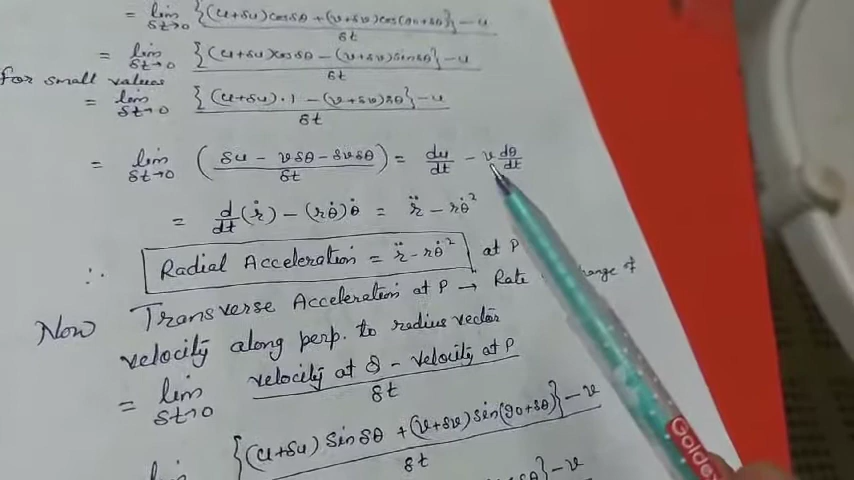 = lim δt→0 {(u+δu)cosδθ + (v+δv)cos(90+δθ)} - u / δt
= lim δt→0 {(u+δu)cosδθ - (v+δv)sinδθ} - u / δt
For small values
= lim δt→0 {(u+δu)·1 - (v+δv)δθ} - u / δt
= lim δt→0 (δu - vδθ - δvδθ / δt) = du/dt - v dθ/dt
= d/dt(ṙ) - (rθ̇)θ̇ = r̈ - rθ̇²
∴ Radial Acceleration = r̈ - rθ̇² at P
Now Transverse Acceleration at P → Rate of
velocity along perp. to radius vector
= lim δt→0 velocity at Q - velocity at P / δt
{(u+δu) sinδθ + (v+δv) sin(90+δθ)} - v / δt
} - v
Goldex